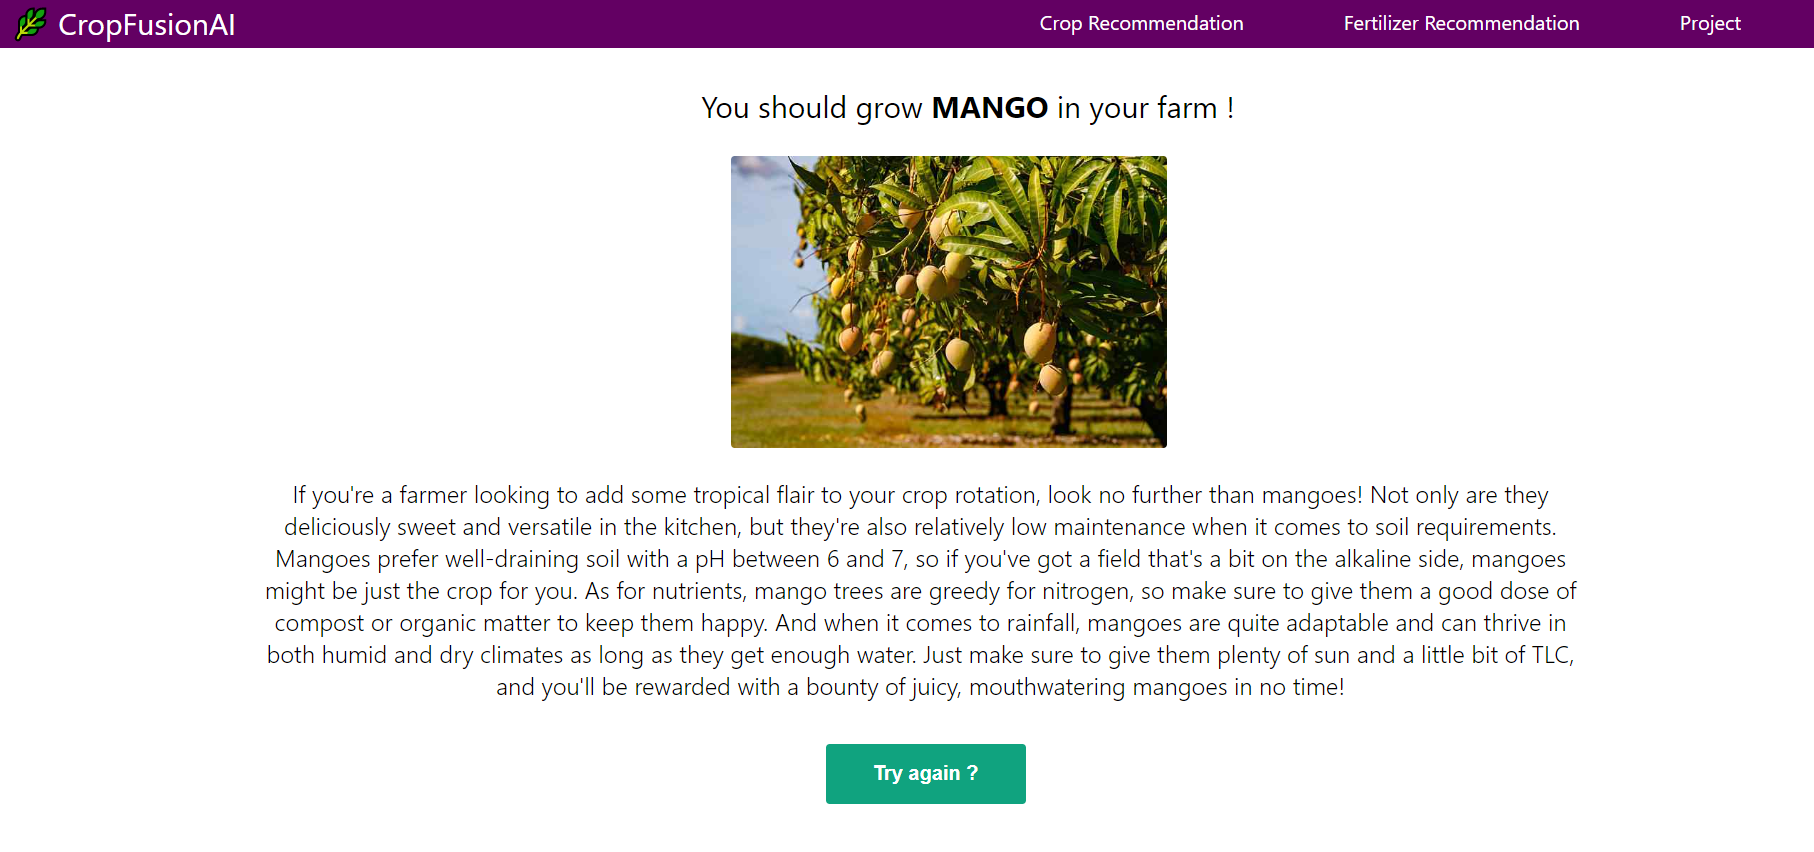 CropFusionAI
Crop Recommendation
Fertilizer Recommendation
Project
You should grow MANGO in your farm !
If you're a farmer looking to add some tropical flair to your crop rotation, look no further than mangoes! Not only are they
deliciously sweet and versatile in the kitchen, but they're also relatively low maintenance when it comes to soil requirements.
Mangoes prefer well-draining soil with a pH between 6 and 7, so if you've got a field that's a bit on the alkaline side, mangoes
might be just the crop for you. As for nutrients, mango trees are greedy for nitrogen, so make sure to give them a good dose of
compost or organic matter to keep them happy. And when it comes to rainfall, mangoes are quite adaptable and can thrive in
both humid and dry climates as long as they get enough water. Just make sure to give them plenty of sun and a little bit of TLC,
and you'll be rewarded with a bounty of juicy, mouthwatering mangoes in no time!
Try again ?